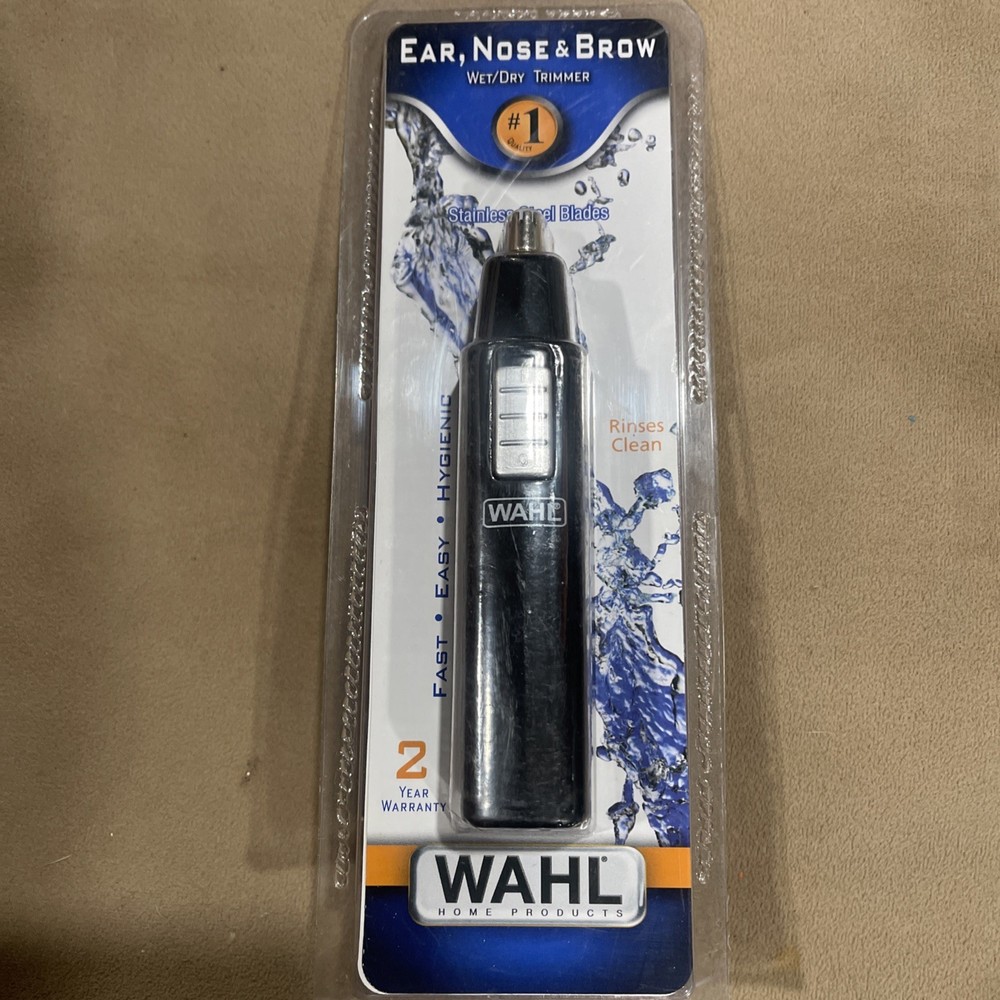 EAR, NOSE & BROW
WET/DRY TRIMMER
#1
QUALITY
Stainless Steel Blades
Rinses
Clean
WAHL
FAST • EASY • HYGIENIC
2
YEAR
WARRANTY
WAHL®
HOME PRODUCTS